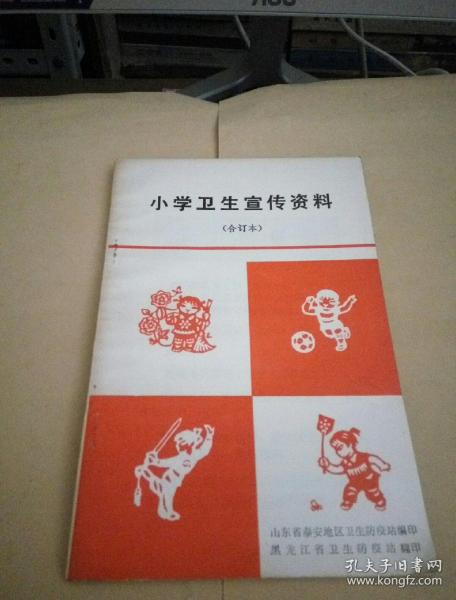 小学卫生宣传资料
(合订本)
山东省泰安地区卫生防疫站编印
黑龙江省卫生防疫站翻印
孔夫子旧书网
www.kongfz.com